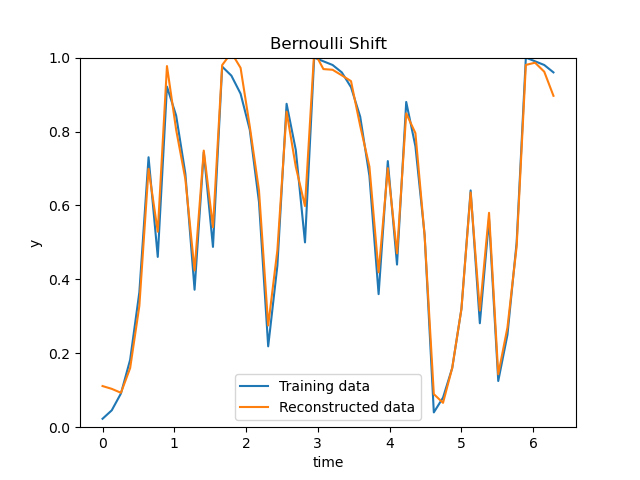 Bernoulli Shift
y
1.0
0.8
0.6
0.4
0.2
0.0
Training data
Reconstructed data
0 1 2 3 4 5 6
time